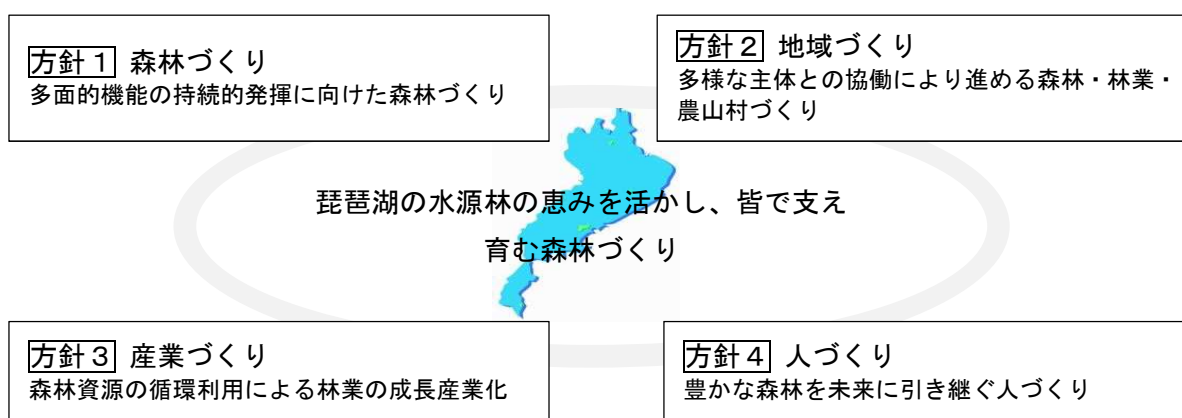 方針１ 森林づくり
多面的機能の持続的発揮に向けた森林づくり
方針２ 地域づくり
多様な主体との協働により進める森林・林業・
農山村づくり
琵琶湖の水源林の恵みを活かし、皆で支え
育む森林づくり
方針３ 産業づくり
森林資源の循環利用による林業の成長産業化
方針４ 人づくり
豊かな森林を未来に引き継ぐ人づくり